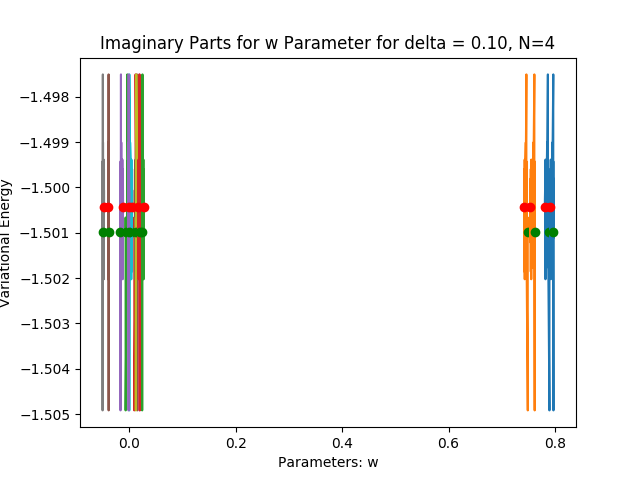 Imaginary Parts for w Parameter for delta = 0.10, N=4
−1.498
−1.499
−1.500
−1.501
−1.502
−1.503
−1.504
−1.505
Variational Energy
0.0 0.2 0.4 0.6 0.8
Parameters: w